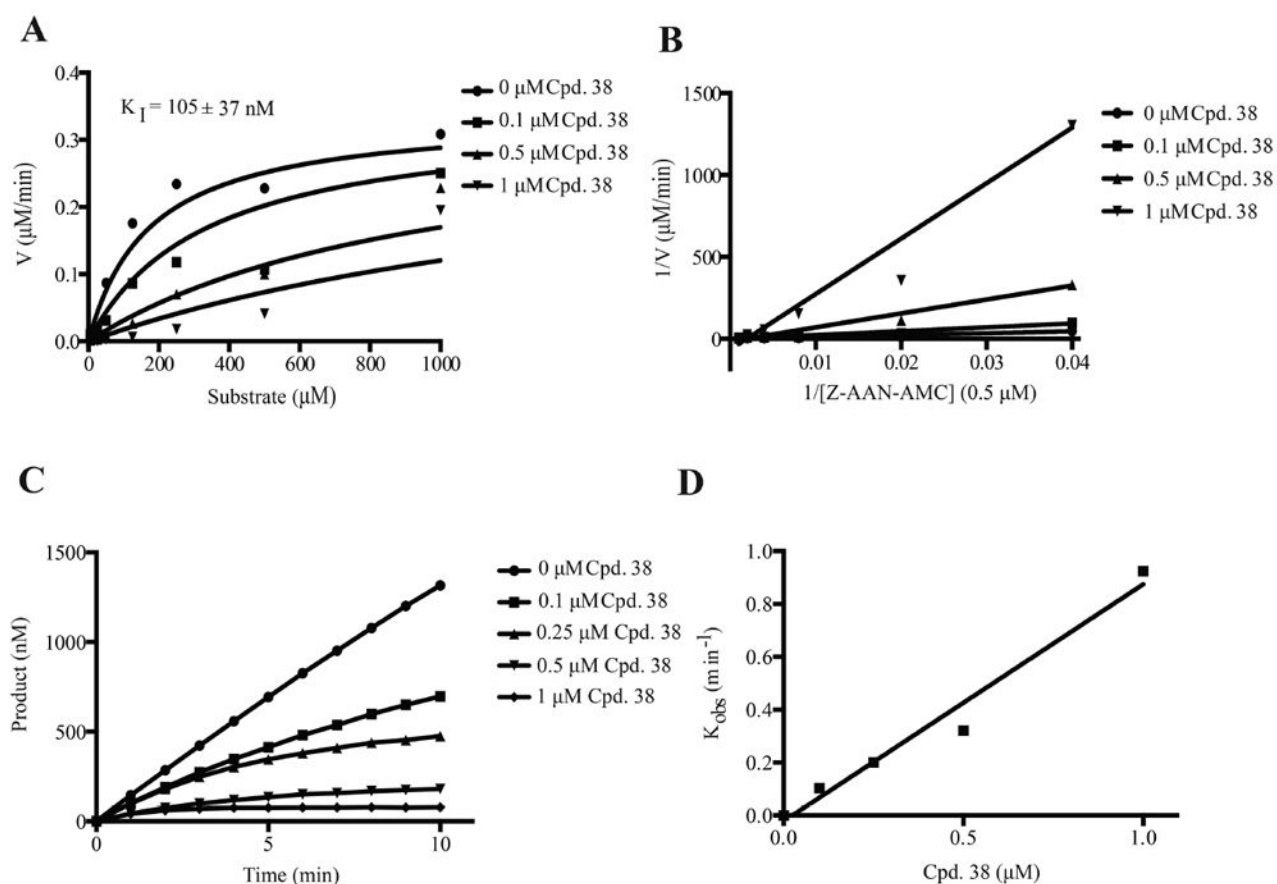 A
K_I = 105 ± 37 nM
V (µM/min)
0.4
0.3
0.2
0.1
0.0
0
200
400
600
800
1000
Substrate (µM)
0 µMCpd. 38
0.1 µMCpd. 38
0.5 µMCpd. 38
1 µMCpd. 38
B
1/V (µM/min)
1500
1000
500
0
0.01
0.02
0.03
0.04
1/[Z-AAN-AMC] (0.5 µM)
0 µMCpd. 38
0.1 µMCpd. 38
0.5 µMCpd. 38
1 µMCpd. 38
C
Product (nM)
1500
1000
500
0
0
5
10
Time (min)
0 µMCpd. 38
0.1 µMCpd. 38
0.25 µM Cpd. 38
0.5 µM Cpd. 38
1 µM Cpd. 38
D
K_obs (m in⁻¹)
1.0
0.8
0.6
0.4
0.2
0.0
0.0
0.5
1.0
Cpd. 38 (µM)